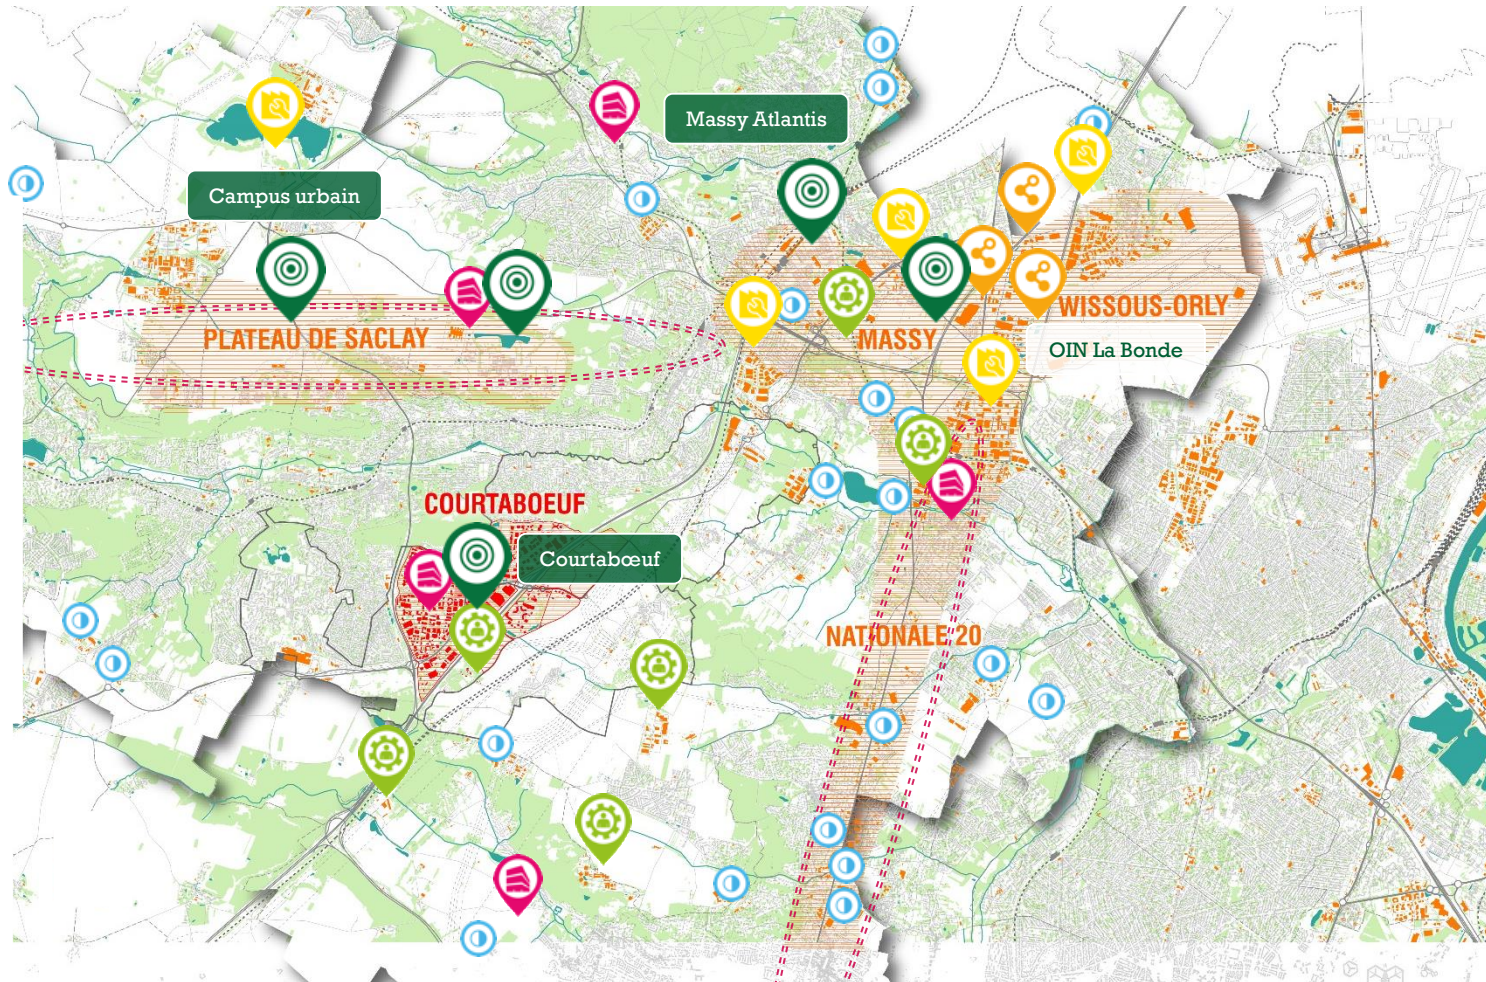 Massy Atlantis
Campus urbain
WISSOUS-ORLY
PLATEAU DE SACLAY
MASSY
OIN La Bonde
COURTABOEUF
Courtabœuf
NATIONALE 20